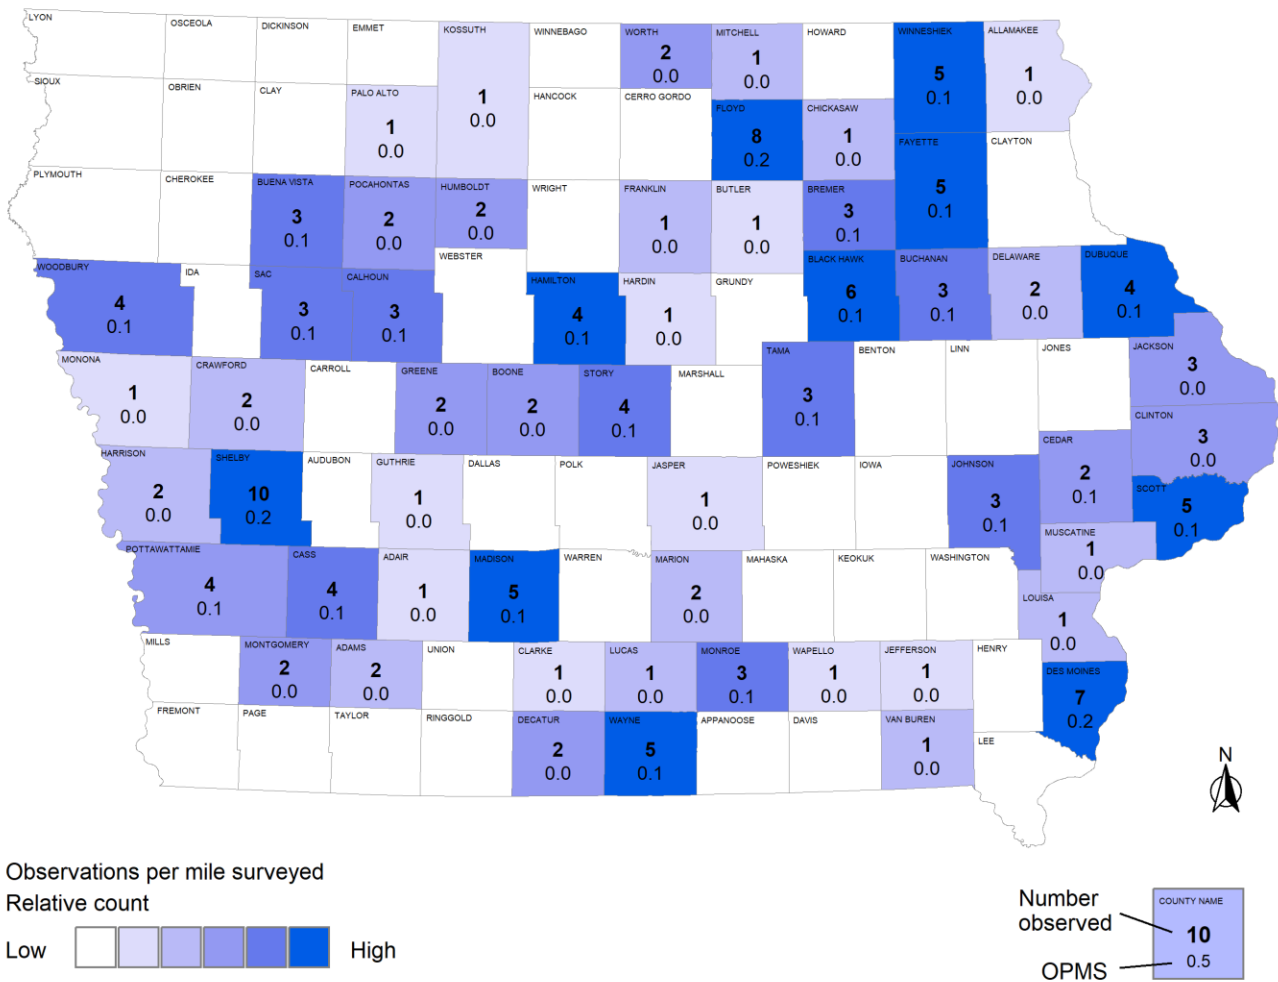 LYON
OSCEOLA
DICKINSON
EMMET
KOSSUTH
1
0.0
WINNEBAGO
WORTH
2
0.0
MITCHELL
1
0.0
HOWARD
WINNESHIEK
5
0.1
ALLAMAKEE
1
0.0
SIOUX
OBRIEN
CLAY
PALO ALTO
1
0.0
HANCOCK
CERRO GORDO
FLOYD
8
0.2
CHICKASAW
1
0.0
FAYETTE
5
0.1
CLAYTON
PLYMOUTH
CHEROKEE
BUENA VISTA
3
0.1
POCAHONTAS
2
0.0
HUMBOLDT
2
0.0
WRIGHT
FRANKLIN
1
0.0
BUTLER
1
0.0
BREMER
3
0.1
WOODBURY
4
0.1
IDA
SAC
3
0.1
CALHOUN
3
0.1
WEBSTER
HAMILTON
4
0.1
HARDIN
1
0.0
GRUNDY
BLACK HAWK
6
0.1
BUCHANAN
3
0.1
DELAWARE
2
0.0
DUBUQUE
4
0.1
MONONA
1
0.0
CRAWFORD
2
0.0
CARROLL
GREENE
2
0.0
BOONE
2
0.0
STORY
4
0.1
MARSHALL
TAMA
3
0.1
BENTON
LINN
JONES
JACKSON
3
0.0
CLINTON
3
0.0
HARRISON
2
0.0
SHELBY
10
0.2
AUDUBON
GUTHRIE
1
0.0
DALLAS
POLK
JASPER
1
0.0
POWESHIEK
IOWA
JOHNSON
3
0.1
CEDAR
2
0.1
SCOTT
5
0.1
MUSCATINE
1
0.0
POTTAWATTAMIE
4
0.1
CASS
4
0.1
ADAIR
1
0.0
MADISON
5
0.1
WARREN
MARION
2
0.0
MAHASKA
KEOKUK
WASHINGTON
LOUISA
1
0.0
MILLS
MONTGOMERY
2
0.0
ADAMS
2
0.0
UNION
CLARKE
1
0.0
LUCAS
1
0.0
MONROE
3
0.1
WAPELLO
1
0.0
JEFFERSON
1
0.0
HENRY
DES MOINES
7
0.2
FREMONT
PAGE
TAYLOR
RINGGOLD
DECATUR
2
0.0
WAYNE
5
0.1
APPANOOSE
DAVIS
VAN BUREN
1
0.0
LEE
N
Observations per mile surveyed
Relative count
Low
High
Number
observed
OPMS
COUNTY NAME
10
0.5